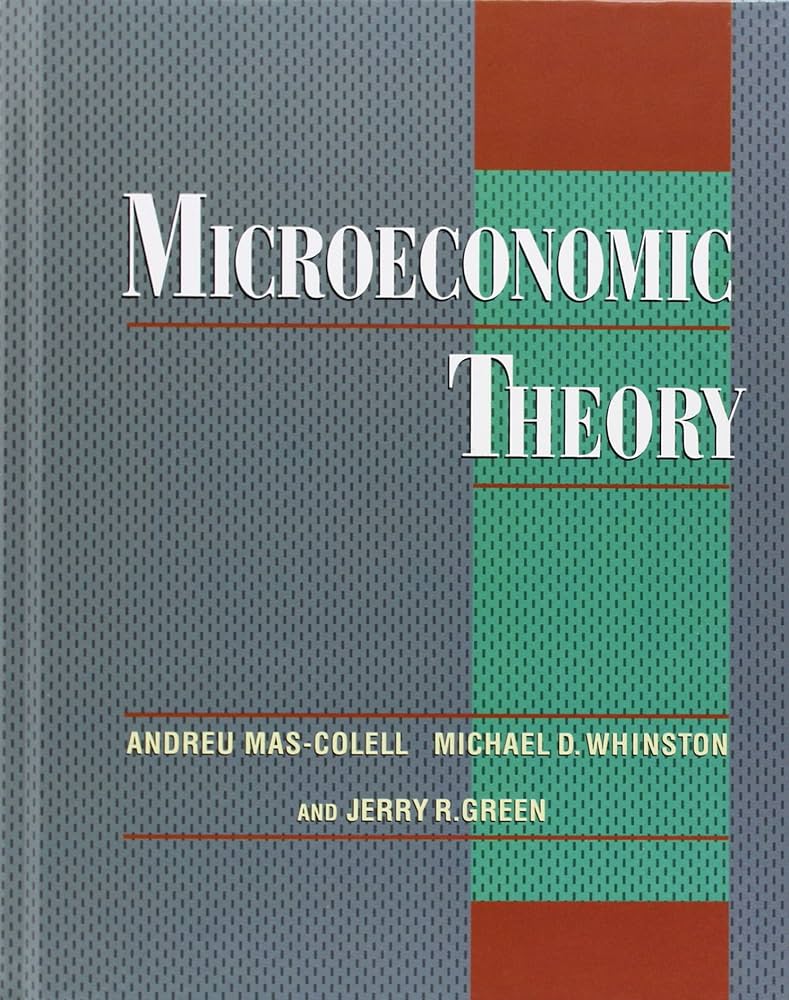 MICROECONOMIC
THEORY
ANDREU MAS-COLELL MICHAEL D. WHINSTON
AND JERRY R. GREEN